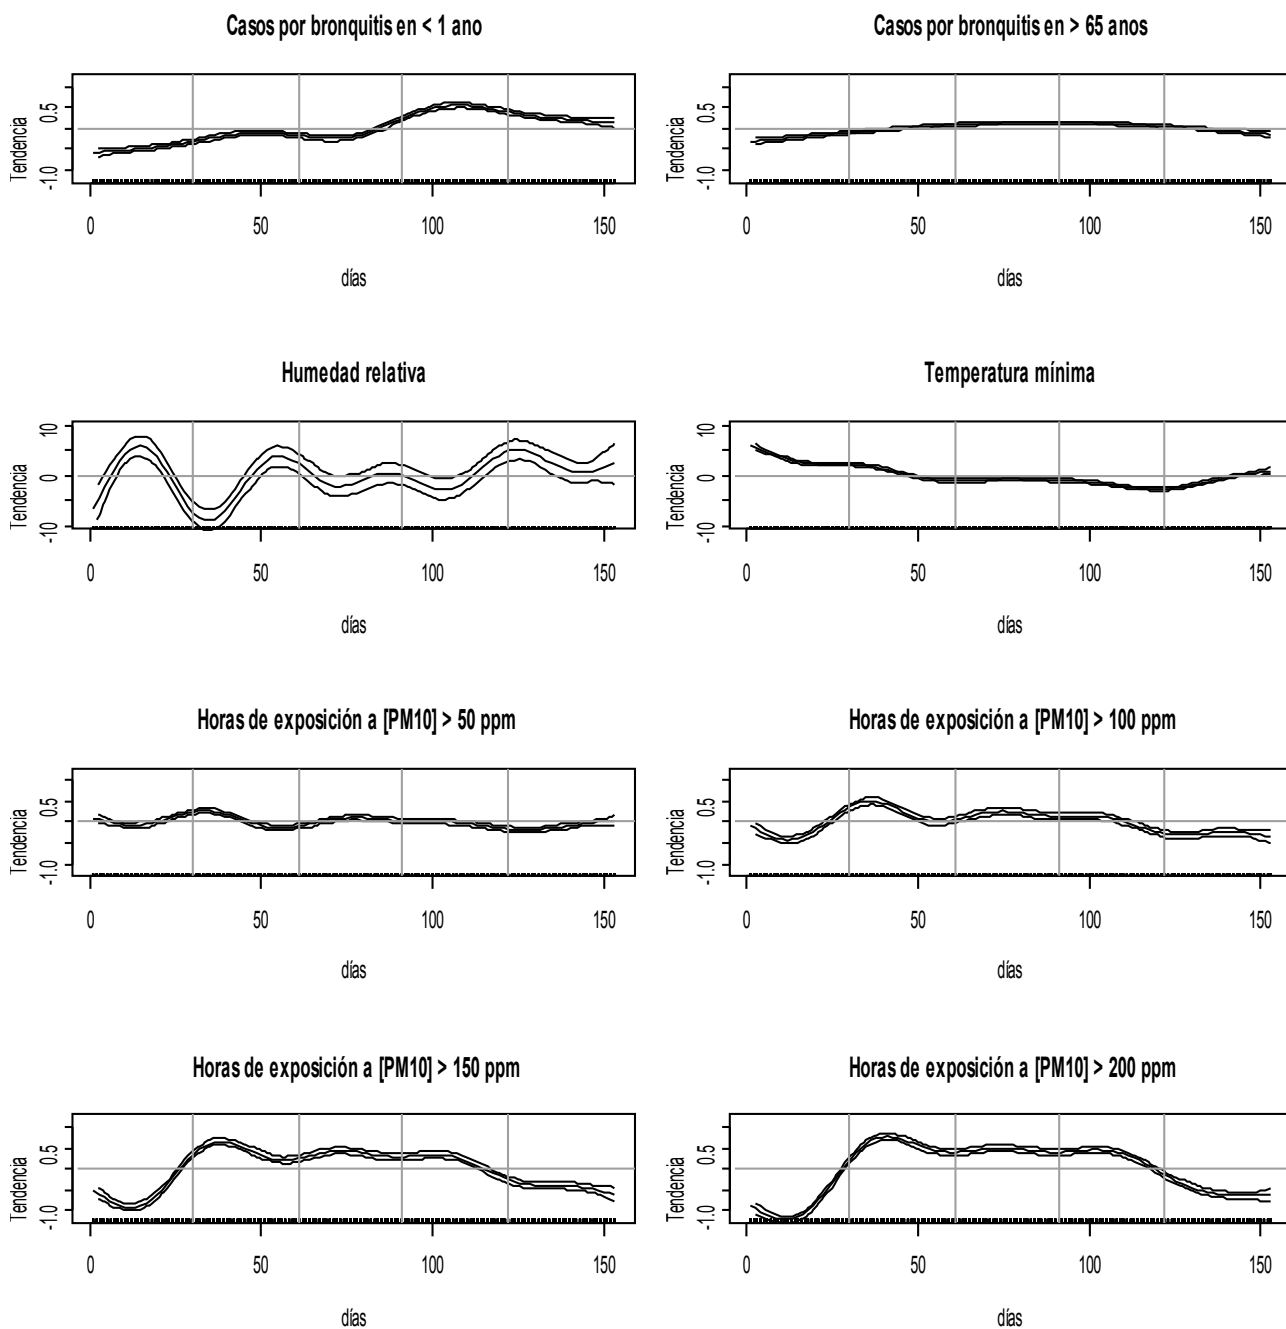 Casos por bronquitis en < 1 ano
Tendencia
0.5
-1.0
0 50 100 150
días
Casos por bronquitis en > 65 anos
Tendencia
0.5
-1.0
0 50 100 150
días
Humedad relativa
Tendencia
10
0
-10
0 50 100 150
días
Temperatura mínima
Tendencia
10
0
-10
0 50 100 150
días
Horas de exposición a [PM10] > 50 ppm
Tendencia
0.5
-1.0
0 50 100 150
días
Horas de exposición a [PM10] > 100 ppm
Tendencia
0.5
-1.0
0 50 100 150
días
Horas de exposición a [PM10] > 150 ppm
Tendencia
0.5
-1.0
0 50 100 150
días
Horas de exposición a [PM10] > 200 ppm
Tendencia
0.5
-1.0
0 50 100 150
días